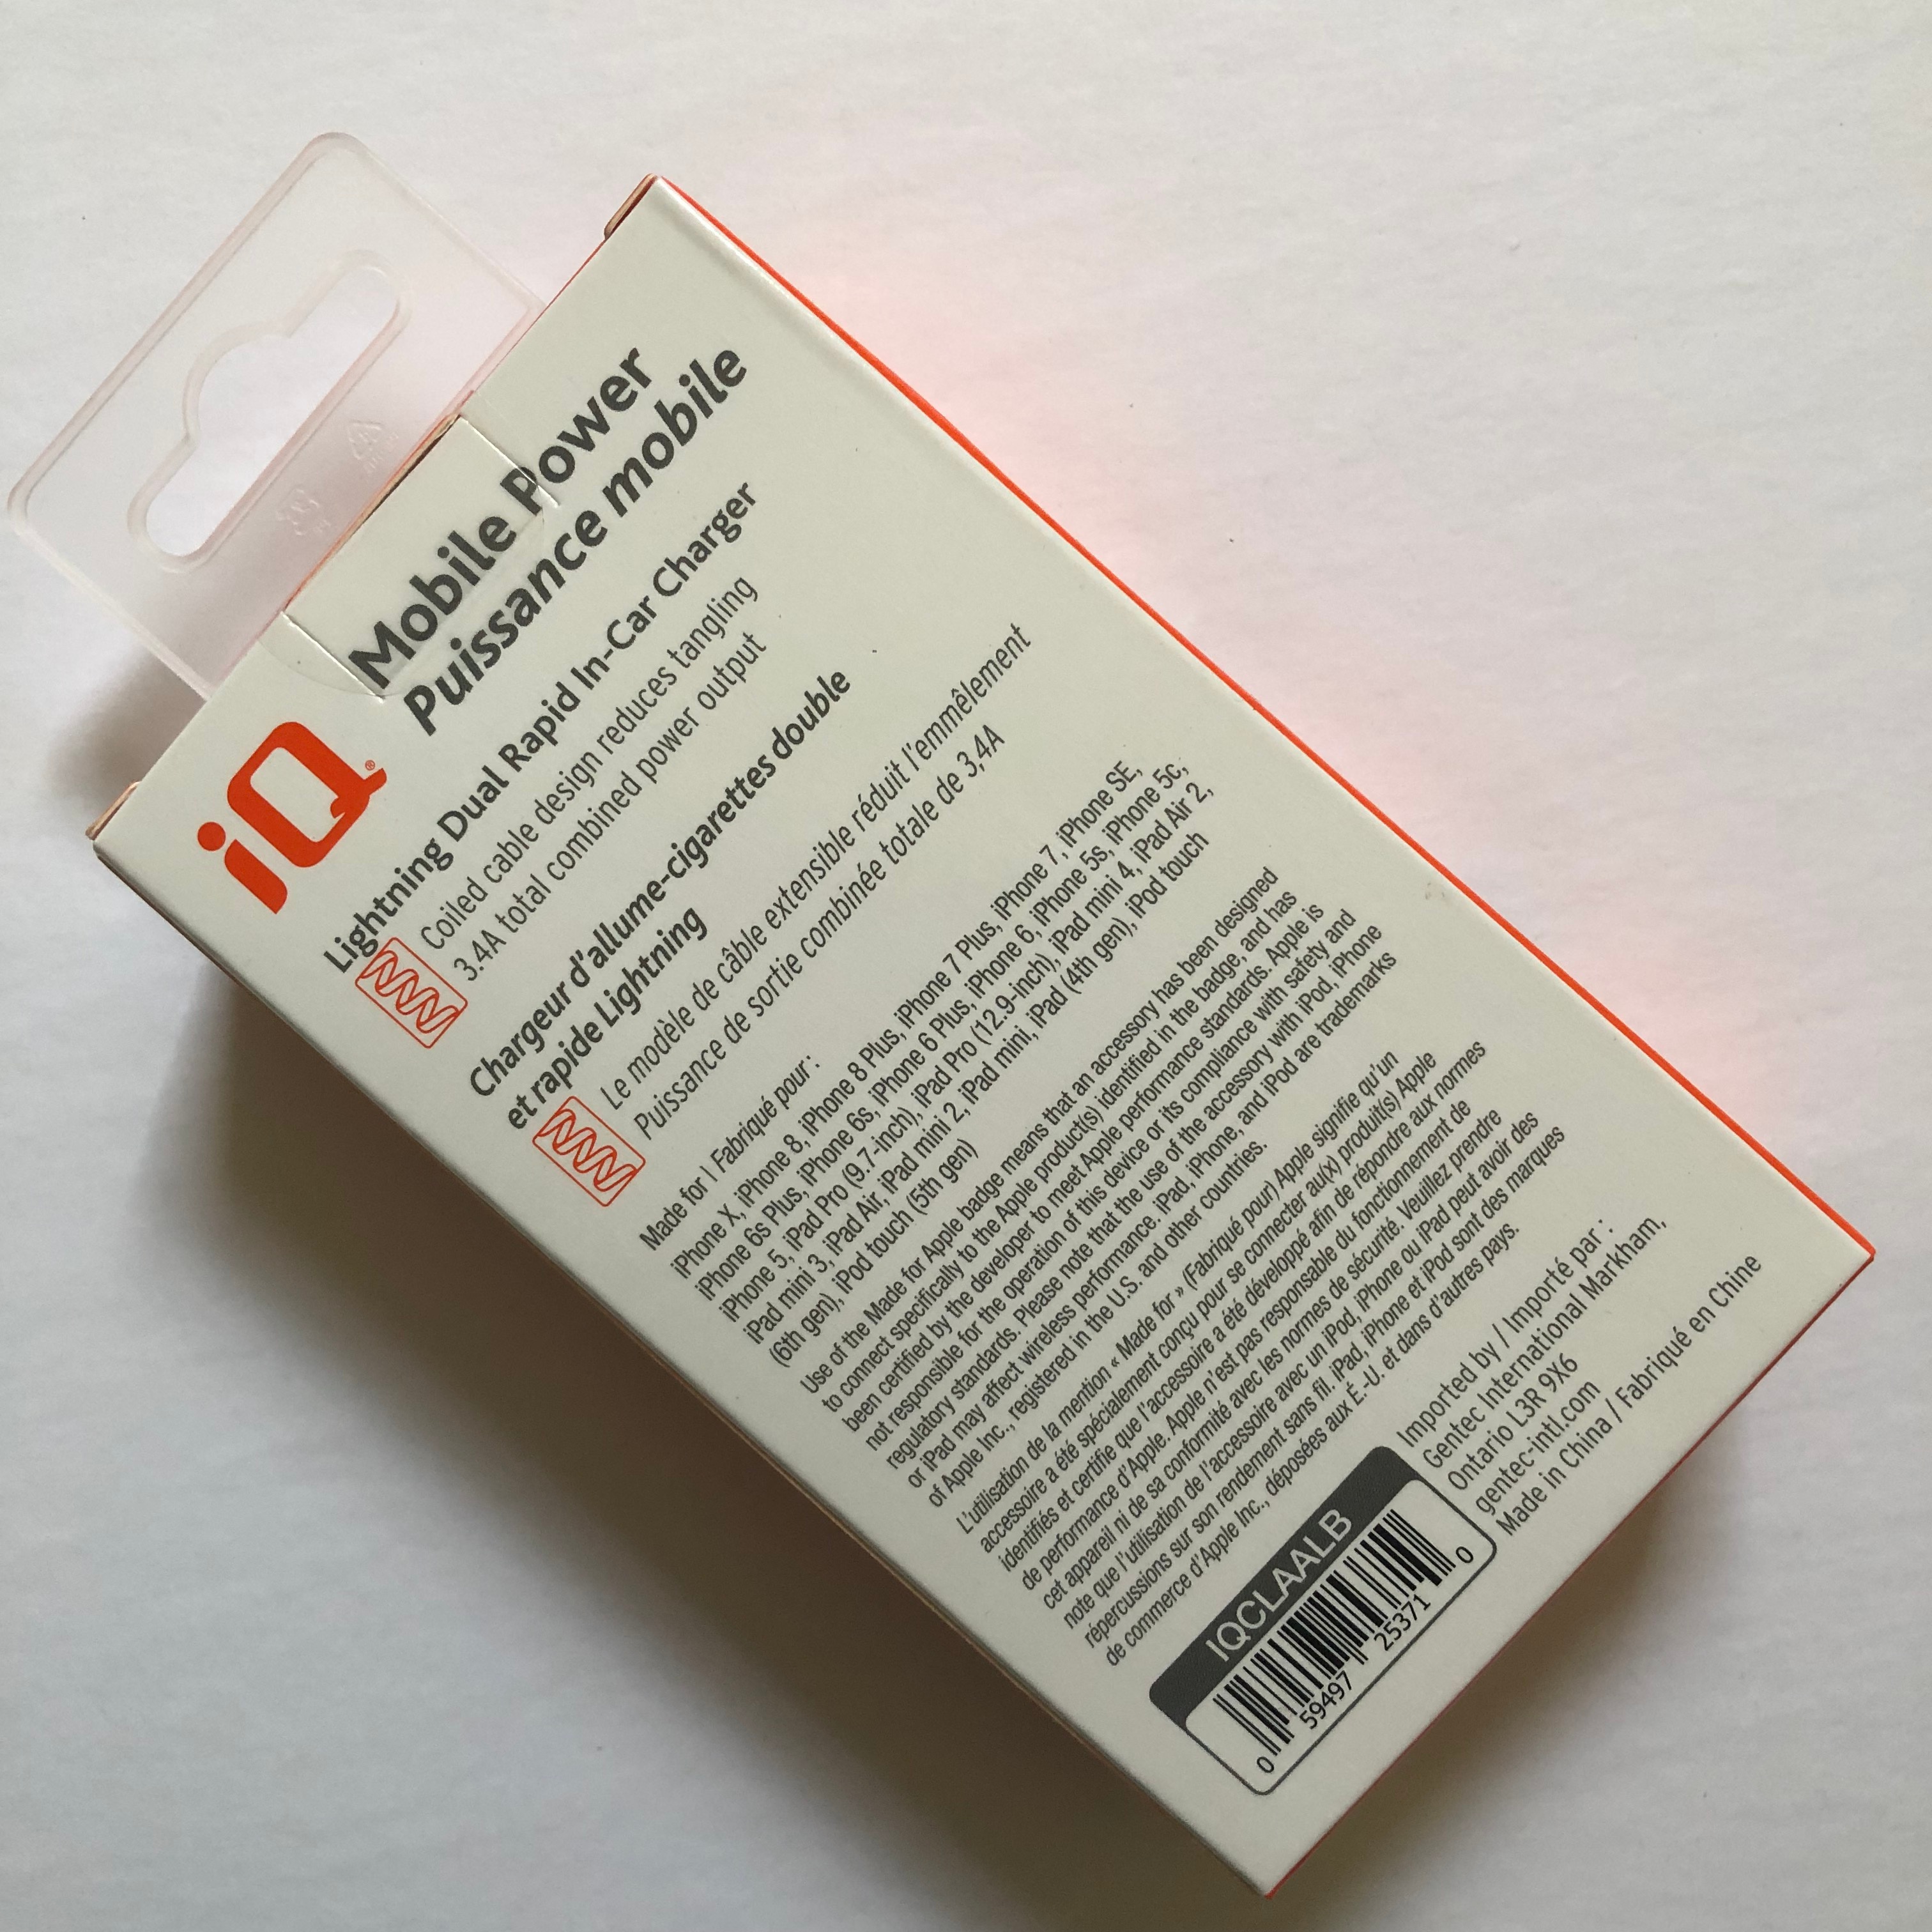 iQ®
Mobile Power
Puissance mobile
Lightning Dual Rapid In-Car Charger
Coiled cable design reduces tangling
3.4A total combined power output
Chargeur d'allume-cigarettes double
et rapide Lightning
Le modèle de câble extensible réduit l'emmêlement
Puissance de sortie combinée totale de 3,4A
Made for | Fabriqué pour :
iPhone X, iPhone 8, iPhone 8 Plus, iPhone 7 Plus, iPhone 7, iPhone SE,
iPhone 6s Plus, iPhone 6s, iPhone 6 Plus, iPhone 6, iPhone 5s, iPhone 5c,
iPhone 5, iPad Pro (9.7-inch), iPad Pro (12.9-inch), iPad mini 4, iPad Air 2,
iPad mini 3, iPad Air, iPad mini 2, iPad mini, iPad (4th gen), iPod touch
(6th gen), iPod touch (5th gen)
Use of the Made for Apple badge means that an accessory has been designed
to connect specifically to the Apple product(s) identified in the badge, and has
been certified by the developer to meet Apple performance standards. Apple is
not responsible for the operation of this device or its compliance with safety and
regulatory standards. Please note that the use of the accessory with iPod, iPhone
or iPad may affect wireless performance. iPad, iPhone, and iPod are trademarks
of Apple Inc., registered in the U.S. and other countries.
L'utilisation de la mention « Made for » (Fabriqué pour) Apple signifie qu'un
accessoire a été spécialement conçu pour se connecter au(x) produit(s) Apple
identifiés et certifie que l'accessoire a été développé afin de répondre aux normes
de performance d'Apple. Apple n'est pas responsable du fonctionnement de
cet appareil ni de sa conformité avec les normes de sécurité. Veuillez prendre
note que l'utilisation de l'accessoire avec un iPod, iPhone ou iPad peut avoir des
répercussions sur son rendement sans fil. iPad, iPhone et iPod sont des marques
de commerce d'Apple Inc., déposées aux É.-U. et dans d'autres pays.
IQCLAALB
0 59497 25371 0
Imported by / Importé par :
Gentec International Markham,
Ontario L3R 9X6
gentec-intl.com
Made in China / Fabriqué en Chine